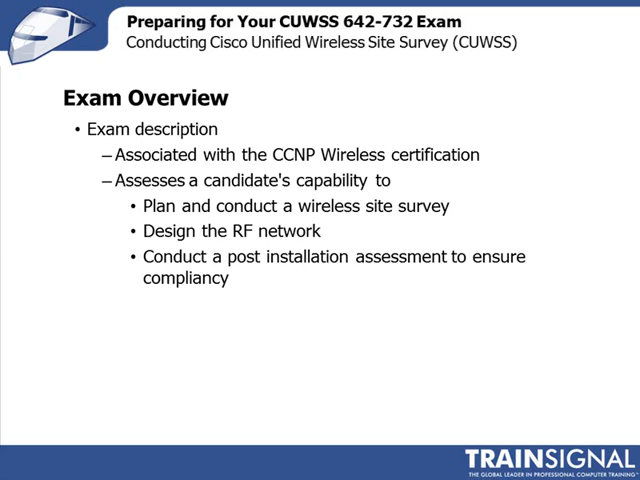 Preparing for Your CUWSS 642-732 Exam
Conducting Cisco Unified Wireless Site Survey (CUWSS)
Exam Overview
• Exam description
– Associated with the CCNP Wireless certification
– Assesses a candidate's capability to
• Plan and conduct a wireless site survey
• Design the RF network
• Conduct a post installation assessment to ensure
compliancy
TRAINSIGNAL
THE GLOBAL LEADER IN PROFESSIONAL COMPUTER TRAINING